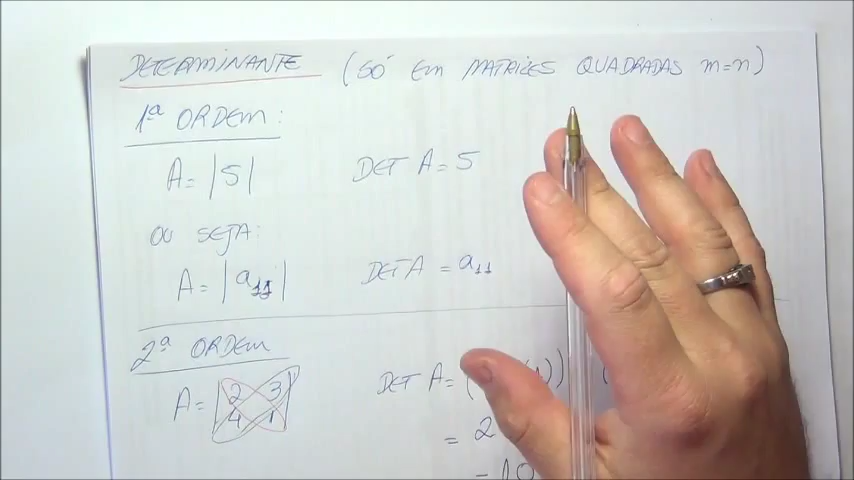 DETERMINANTE (SÓ EM MATRIZES QUADRADAS m=n)
1ª ORDEM:
A= |5| DET A = 5
OU SEJA:
A= |a11| DET A = a11
2ª ORDEM
A= |2 3| DET A= (
|4 1| = 2
-10